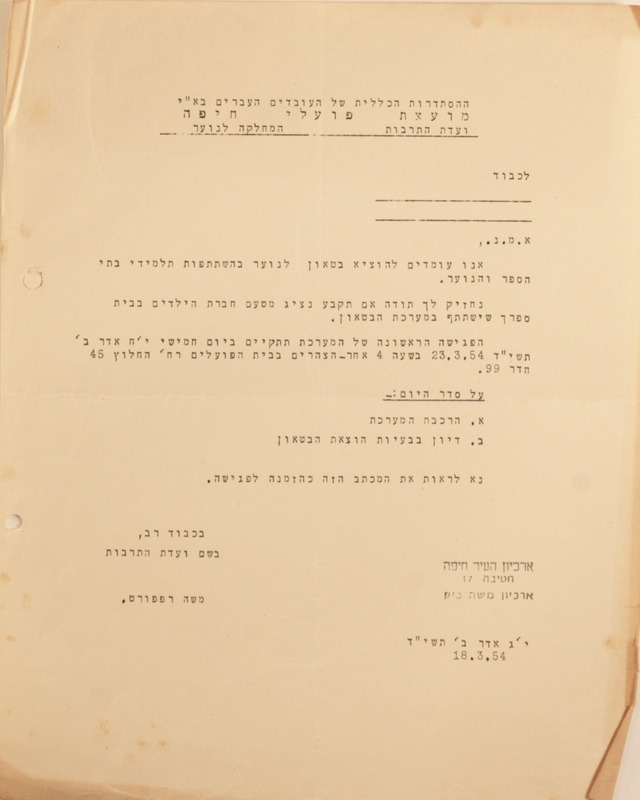 ההסתדרות הכללית של העובדים העברים בא"י
מועצת פועלי חיפה
ועדת התרבות המחלקה לנוער
לכבוד
א.מ.נ.,
אנו עומדים להוציא בטאון לנוער בהשתתפות תלמידי בתי
הספר והנוער.
נחזיק לך תודה אם תקבע נציג מטעם חברת הילדים בבית
ספרך שישתתף במערכת הבטאון.
הפגישה הראשונה של המערכת תתקיים ביום חמישי י'ח אדר ב'
תשי"ד 23.3.54 בשעה 4 אחר-הצהרים בבית הפועלים רח' החלוץ 45
חדר 99.
על סדר היום:-
א. הרכבת המערכת
ב. דיון בבעיות הוצאת הבטאון
נא לראות את המכתב הזה כהזמנה לפגישה.
בכבוד רב,
בשם ועדת התרבות
משה רפפורט.
ארכיון העיר חיפה
חטיבה 17
ארכיון משה ביק
י'ג אדר ב' תשי"ד
18.3.54